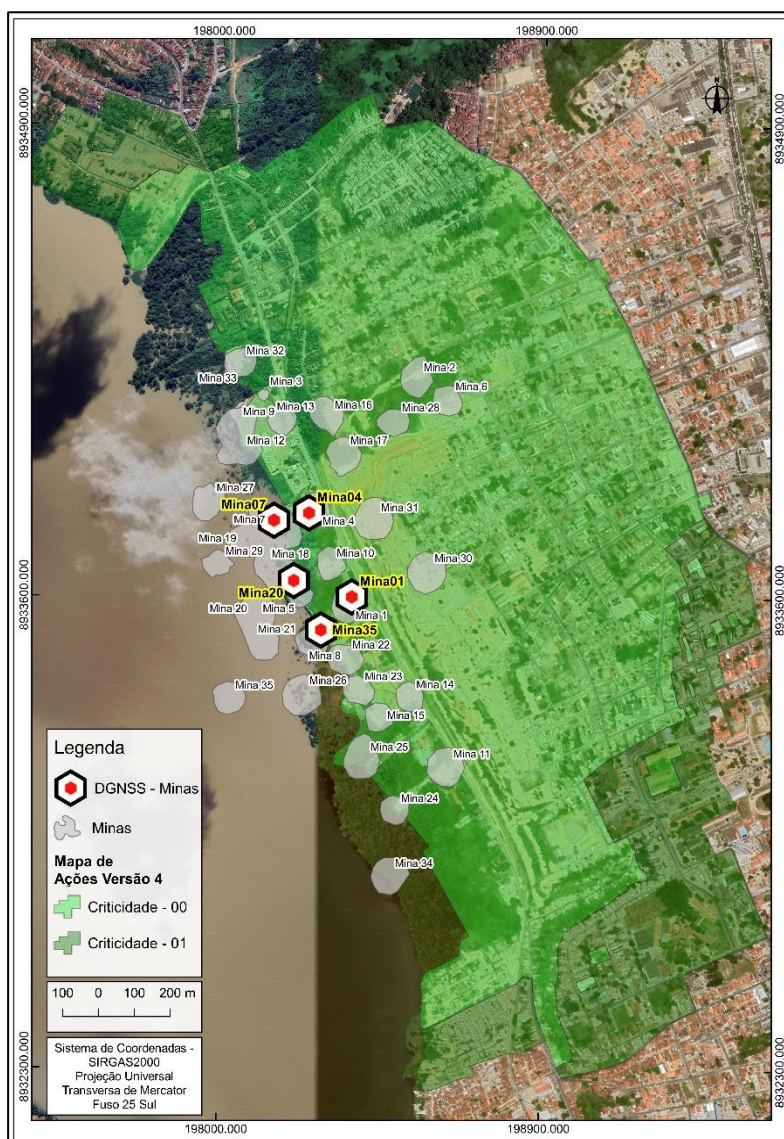 198000.000
198900.000
8934900.000
8934900.000
N
Mina 32
Mina 33
Mina 3
Mina 2
Mina 6
Mina 9
Mina 13
Mina 16
Mina 28
Mina 12
Mina 17
Mina 27
Mina07
Mina04
Mina 7
Mina 4
Mina 31
Mina 19
Mina 29
Mina 18
Mina 10
Mina 30
Mina20
Mina01
8933600.000
8933600.000
Mina 20
Mina 5
Mina 1
Mina 21
Mina35
Mina 22
Mina 8
Mina 35
Mina 26
Mina 23
Mina 14
Mina 15
Mina 25
Mina 11
Mina 24
Mina 34
Legenda
DGNSS - Minas
Minas
Mapa de
Ações Versão 4
Criticidade - 00
Criticidade - 01
100 0 100 200 m
Sistema de Coordenadas -
SIRGAS2000
Projeção Universal
Transversa de Mercator
Fuso 25 Sul
8932300.000
8932300.000
198000.000
198900.000